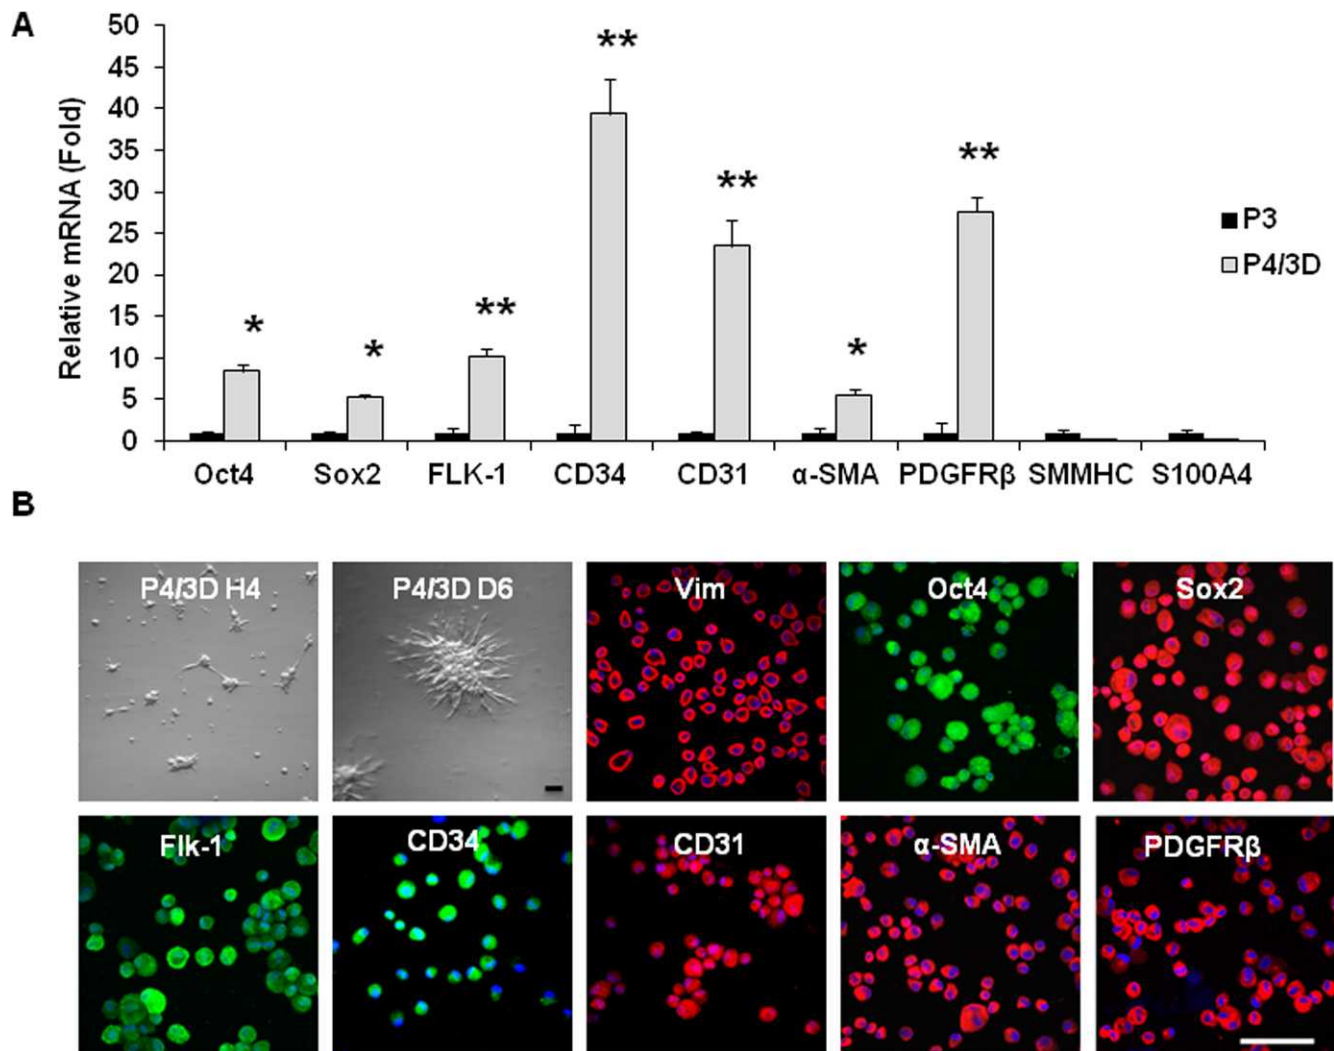 A
50
45
40
35
30
25
20
15
10
5
0
Relative mRNA (Fold)
** 
**
**
**
*
*
*
P3
P4/3D
Oct4 Sox2 FLK-1 CD34 CD31 α-SMA PDGFRβ SMMHC S100A4
B
P4/3D H4 P4/3D D6 Vim Oct4 Sox2
Flk-1 CD34 CD31 α-SMA PDGFRβ